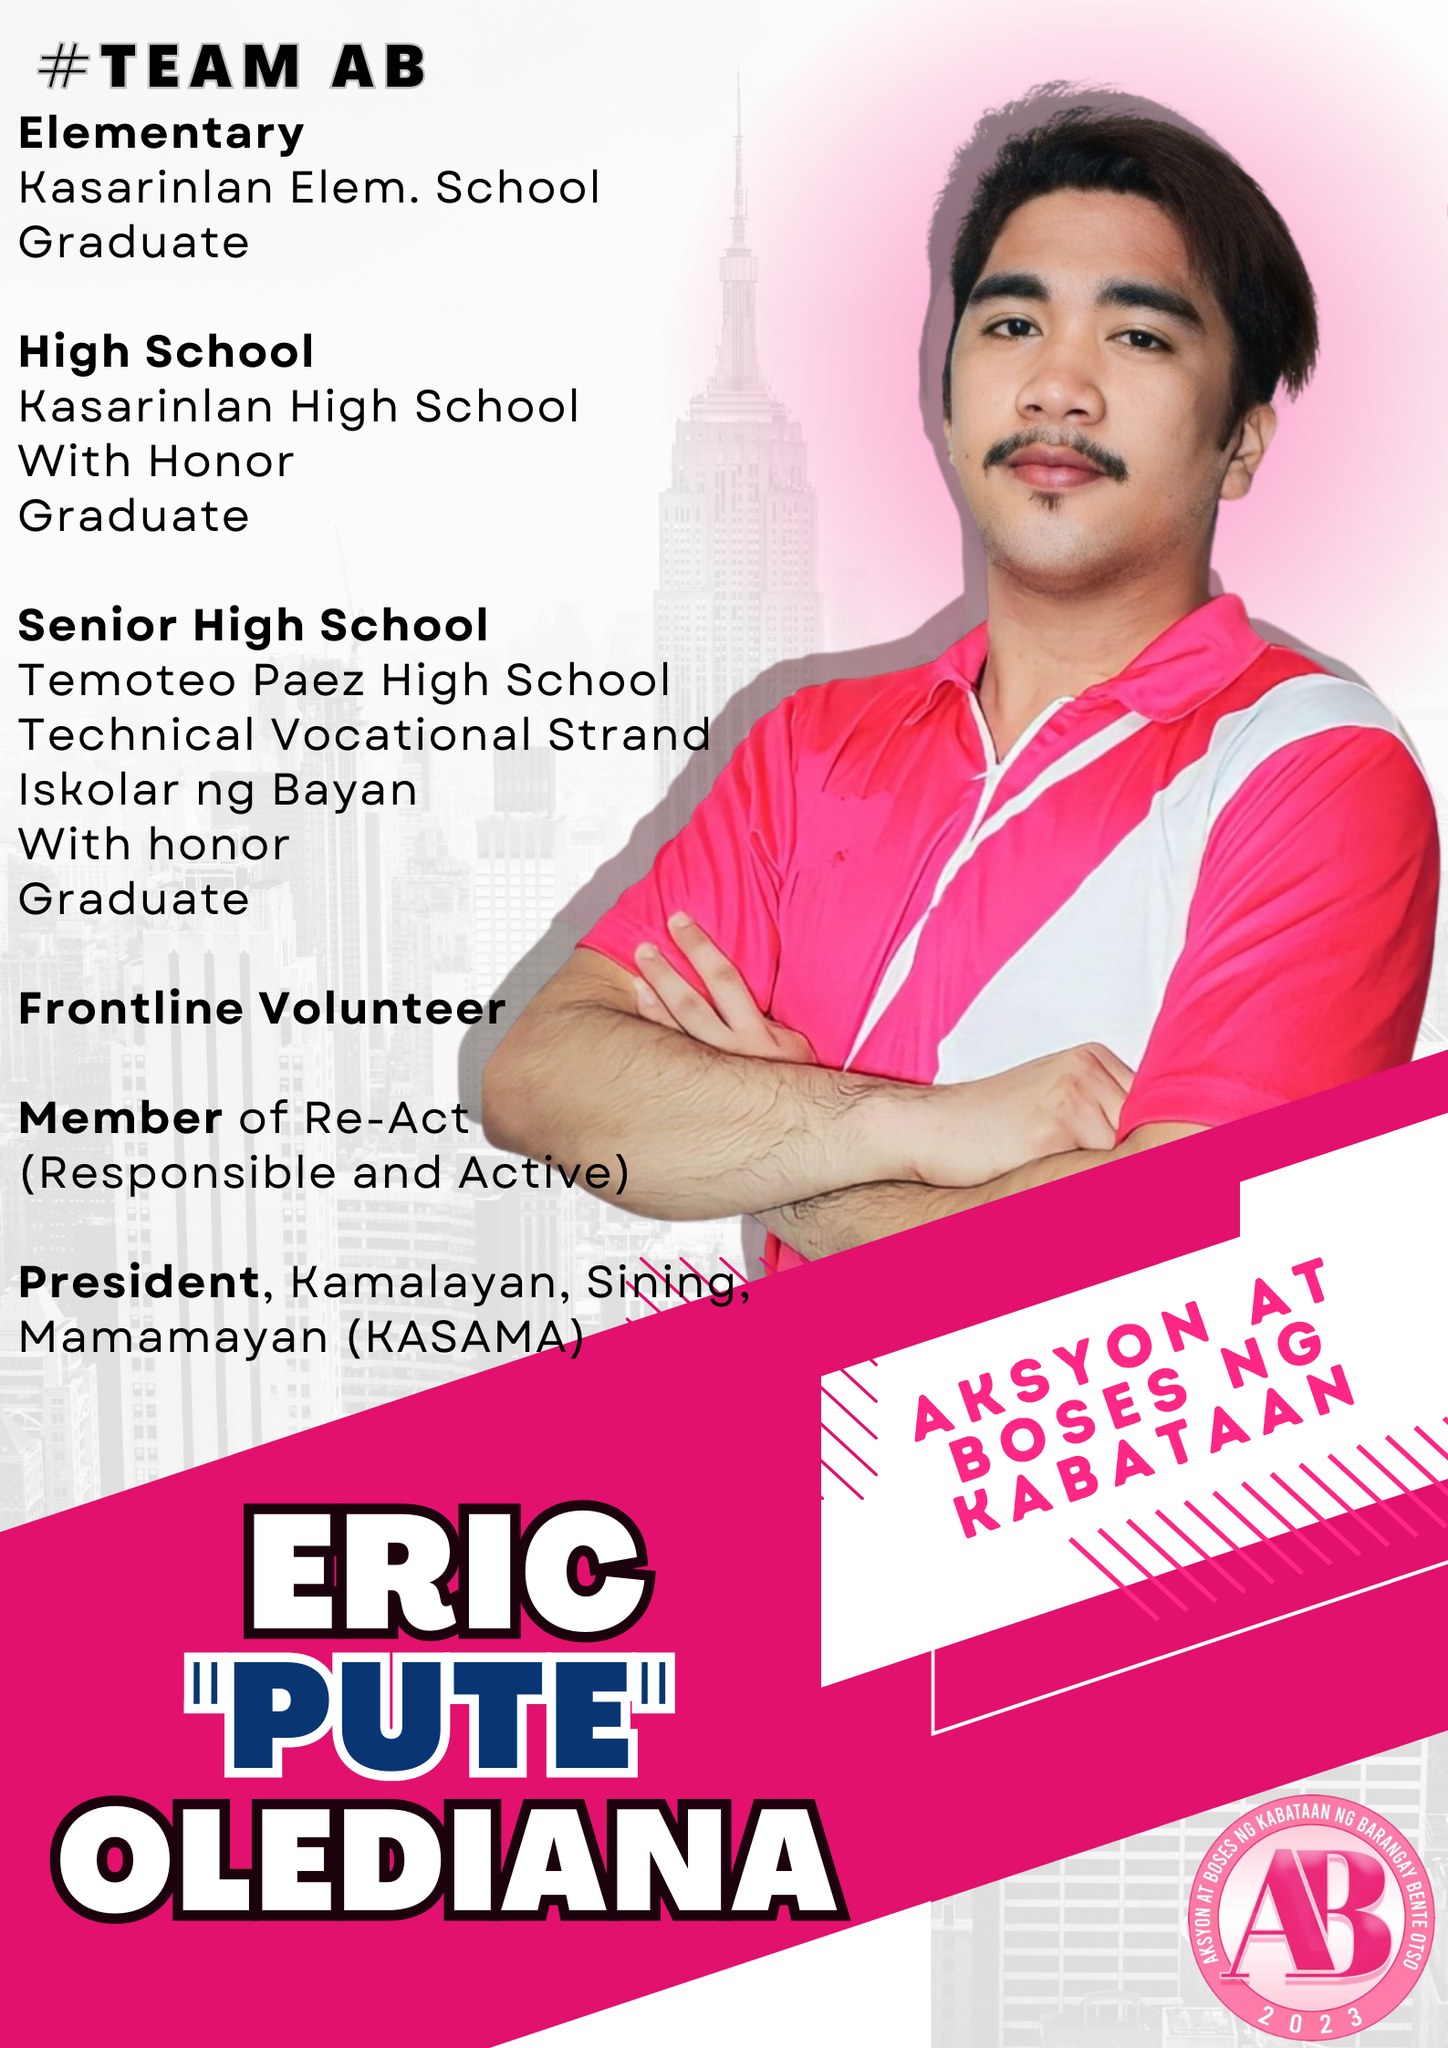 #TEAM AB
Elementary
Kasarinlan Elem. School
Graduate
High School
Kasarinlan High School
With Honor
Graduate
Senior High School
Temoteo Paez High School
Technical Vocational Strand
Iskolar ng Bayan
With honor
Graduate
Frontline Volunteer
Member of Re-Act
(Responsible and Active)
President, Kamalayan, Sining,
Mamamayan (KASAMA)
AKSYON AT
BOSES NG
KABATAAN
ERIC
"PUTE"
OLEDIANA
AKSYON AT BOSES NG KABATAAN NG BARANGAY BENTE OTSO
AB
2023